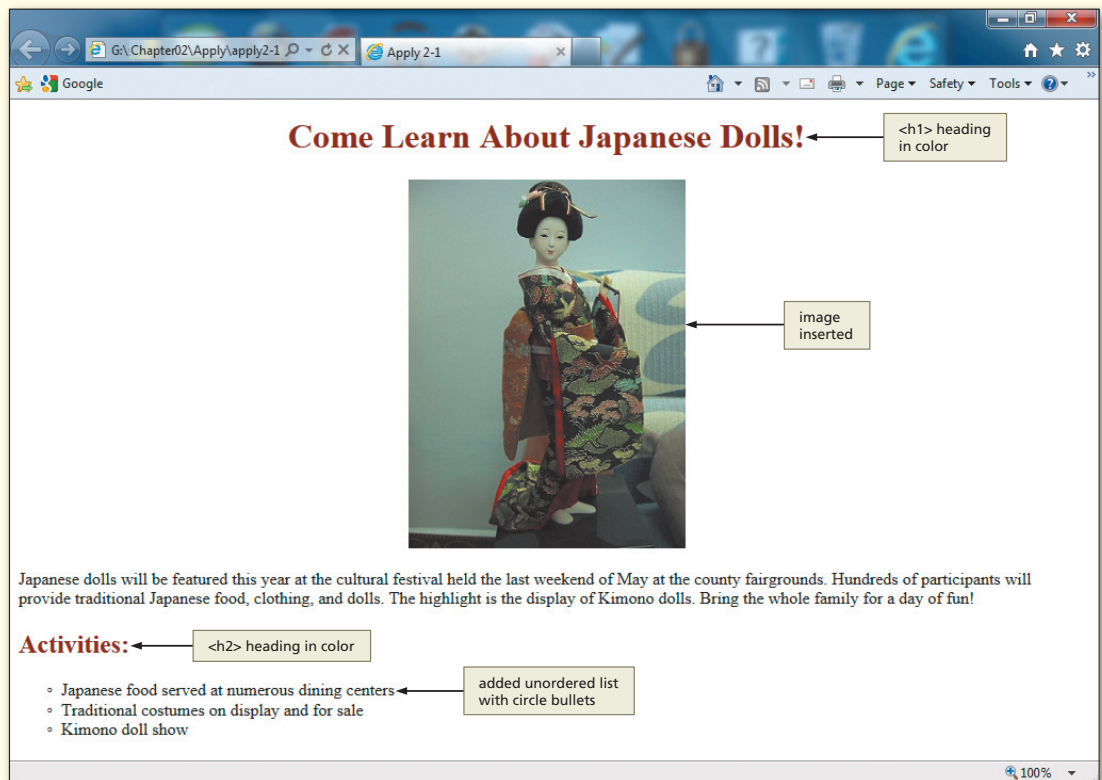 G:\Chapter02\Apply\apply2-1
Apply 2-1
Google
Page
Safety
Tools
»
Come Learn About Japanese Dolls!
<h1> heading
in color
image
inserted
Japanese dolls will be featured this year at the cultural festival held the last weekend of May at the county fairgrounds. Hundreds of participants will
provide traditional Japanese food, clothing, and dolls. The highlight is the display of Kimono dolls. Bring the whole family for a day of fun!
Activities:
<h2> heading in color
◦ Japanese food served at numerous dining centers
added unordered list
with circle bullets
◦ Traditional costumes on display and for sale
◦ Kimono doll show
100%